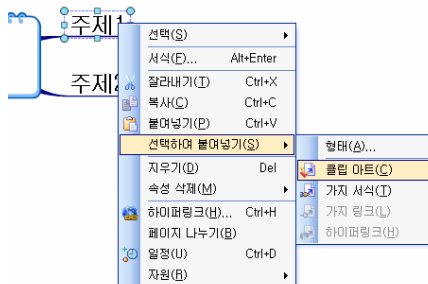 주제1
주제2
선택(S)
서식(F)... Alt+Enter
잘라내기(T) Ctrl+X
복사(C) Ctrl+C
붙여넣기(P) Ctrl+V
선택하여 붙여넣기(S)
지우기(D) Del
속성 삭제(M)
하이퍼링크(H)... Ctrl+H
페이지 나누기(B)
일정(U) Ctrl+D
자원(R)
형태(A)...
클립 아트(C)
가지 서식(T)
가지 링크(L)
하이퍼링크(H)